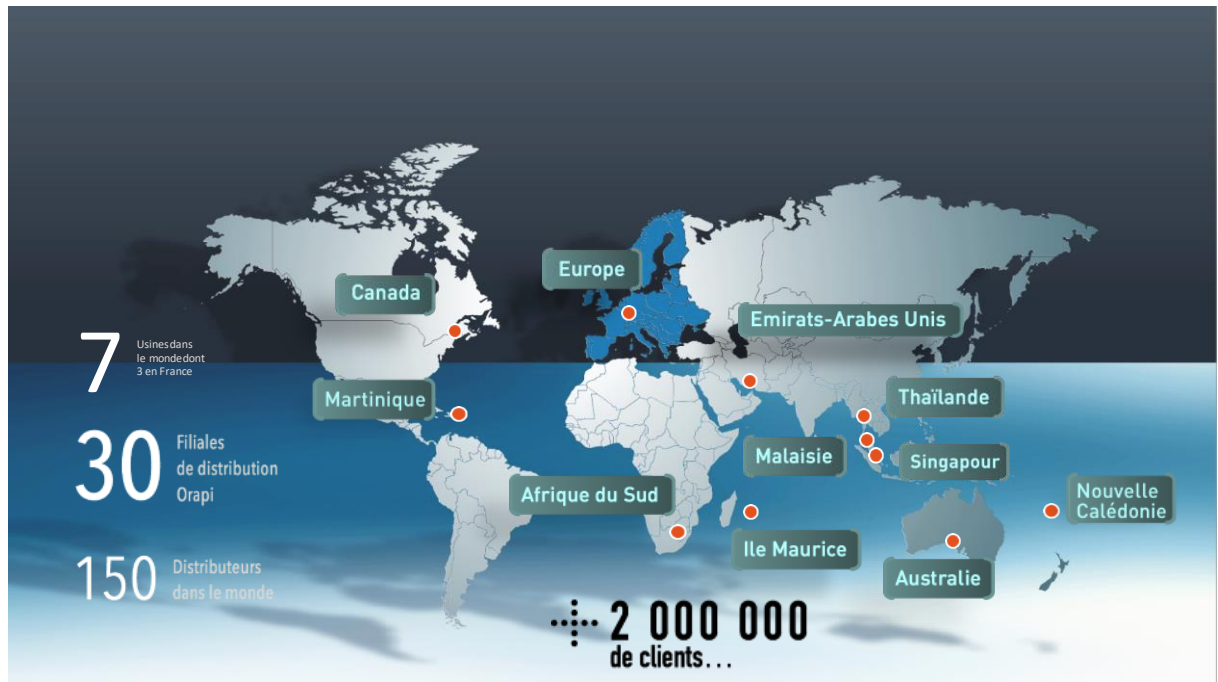 Canada
Europe
Emirats-Arabes Unis
7
Usinesdans
le mondedont
3 en France
Martinique
Thaïlande
30
Filiales
de distribution
Orapi
Malaisie
Singapour
Afrique du Sud
Nouvelle
Calédonie
Ile Maurice
Australie
150
Distributeurs
dans le monde
+ 2 000 000
de clients...